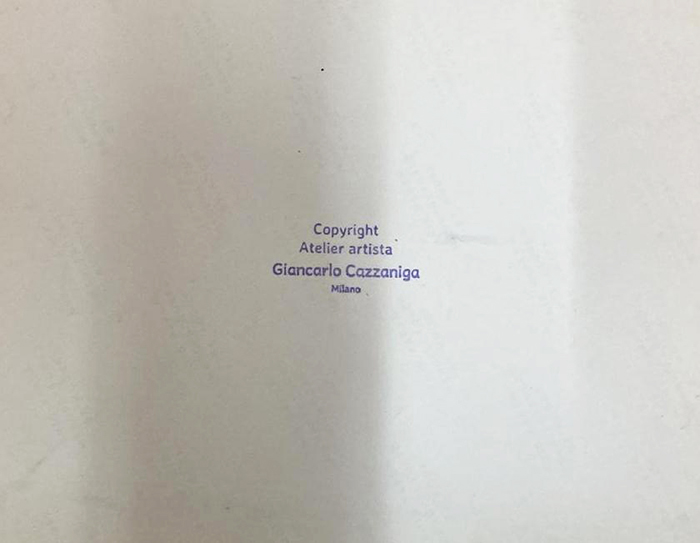 Copyright
Atelier artista
Giancarlo Cazzaniga
Milano